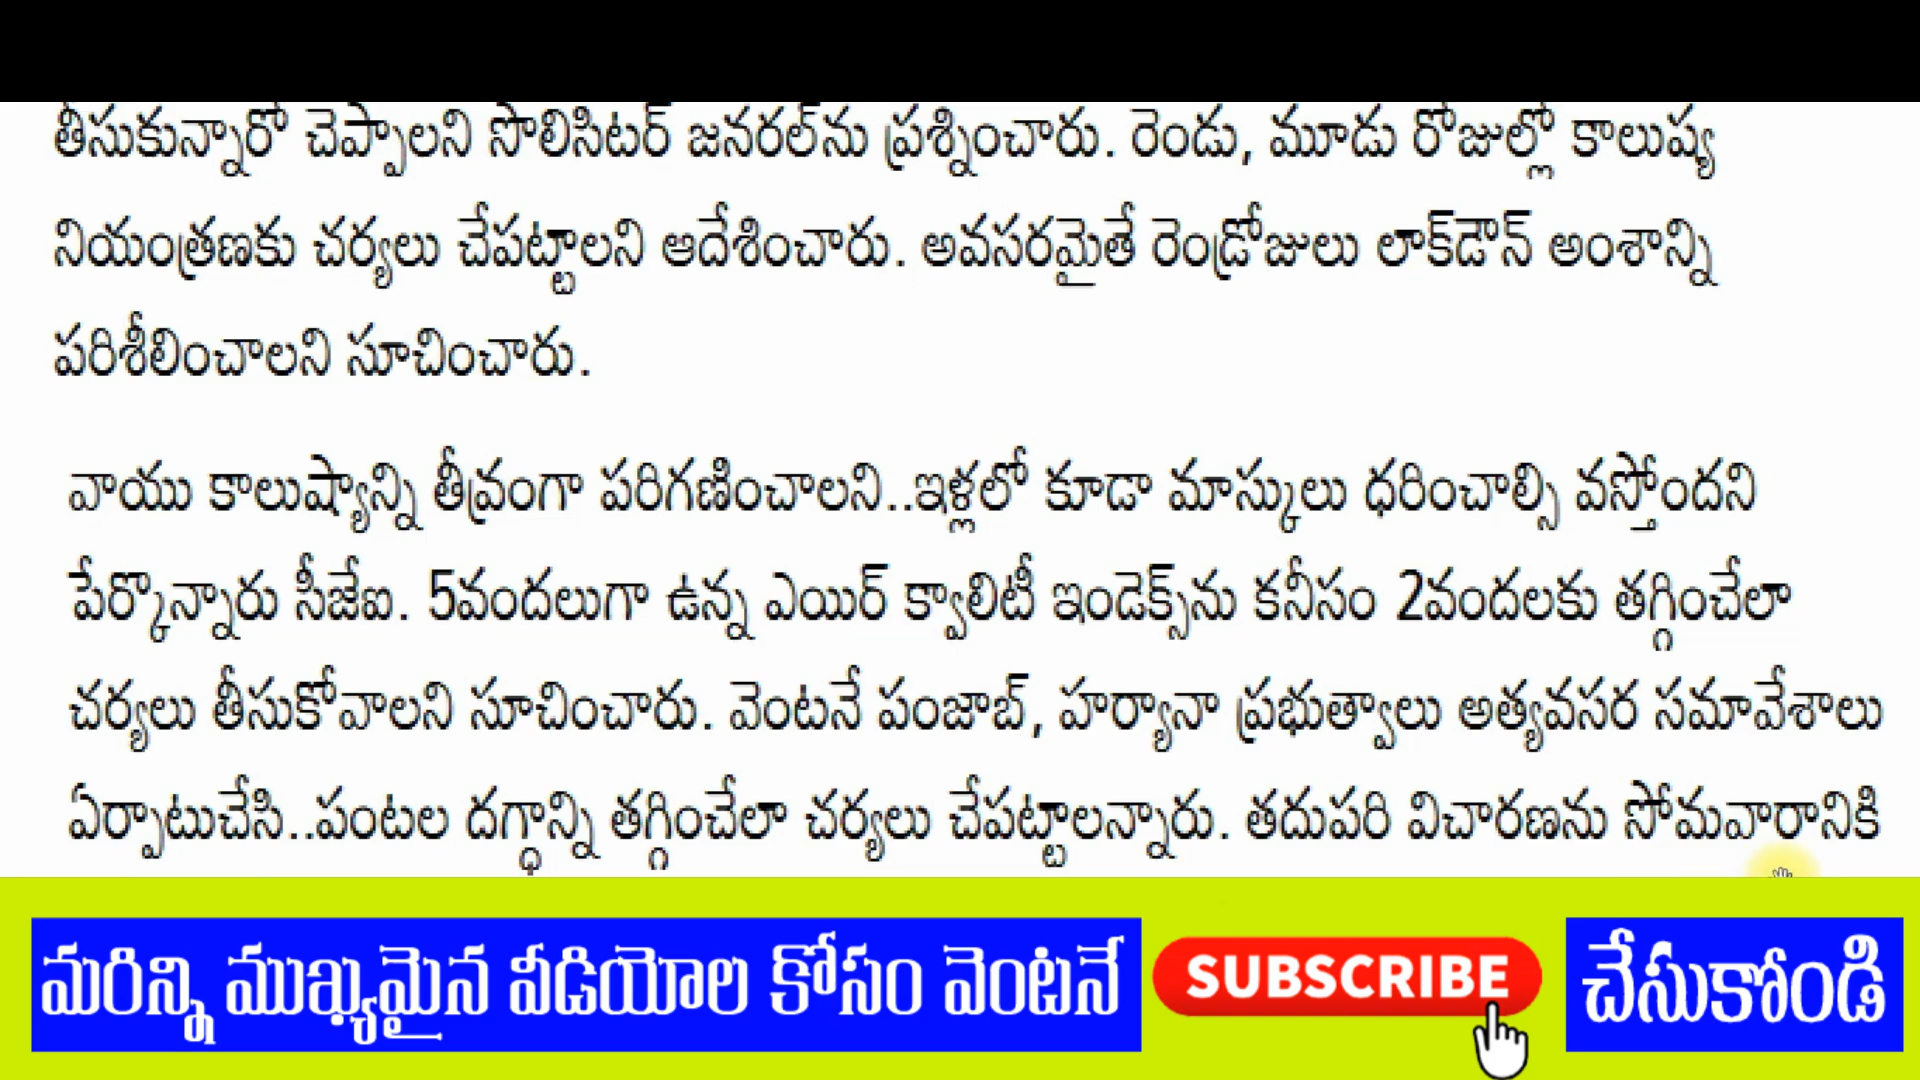 తీసుకున్నారో చెప్పాలని సొలిసిటర్ జనరల్‌ను ప్రశ్నించారు. రెండు, మూడు రోజుల్లో కాలుష్య
నియంత్రణకు చర్యలు చేపట్టాలని ఆదేశించారు. అవసరమైతే రెండ్రోజులు లాక్‌డౌన్ అంశాన్ని
పరిశీలించాలని సూచించారు.
వాయు కాలుష్యాన్ని తీవ్రంగా పరిగణించాలని..ఇళ్లలో కూడా మాస్కులు ధరించాల్సి వస్తోందని
పేర్కొన్నారు సీజేఐ. 5వందలుగా ఉన్న ఎయిర్ క్వాలిటీ ఇండెక్స్‌ను కనీసం 2వందలకు తగ్గించేలా
చర్యలు తీసుకోవాలని సూచించారు. వెంటనే పంజాబ్, హర్యానా ప్రభుత్వాలు అత్యవసర సమావేశాలు
ఏర్పాటుచేసి..పంటల దగ్ధాన్ని తగ్గించేలా చర్యలు చేపట్టాలన్నారు. తదుపరి విచారణను సోమవారానికి
మరిన్ని ముఖ్యమైన వీడియోల కోసం వెంటనే SUBSCRIBE చేసుకోండి